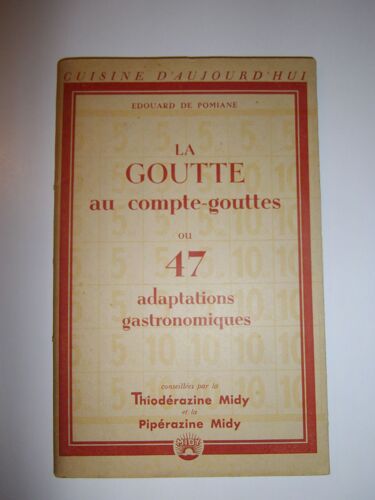 CUISINE D'AUJOURD'HUI
EDOUARD DE POMIANE
LA
GOUTTE
au compte-gouttes
ou
47
adaptations
gastronomiques
conseillées par la
Thiodérazine Midy
et la
Pipérazine Midy
MIDY